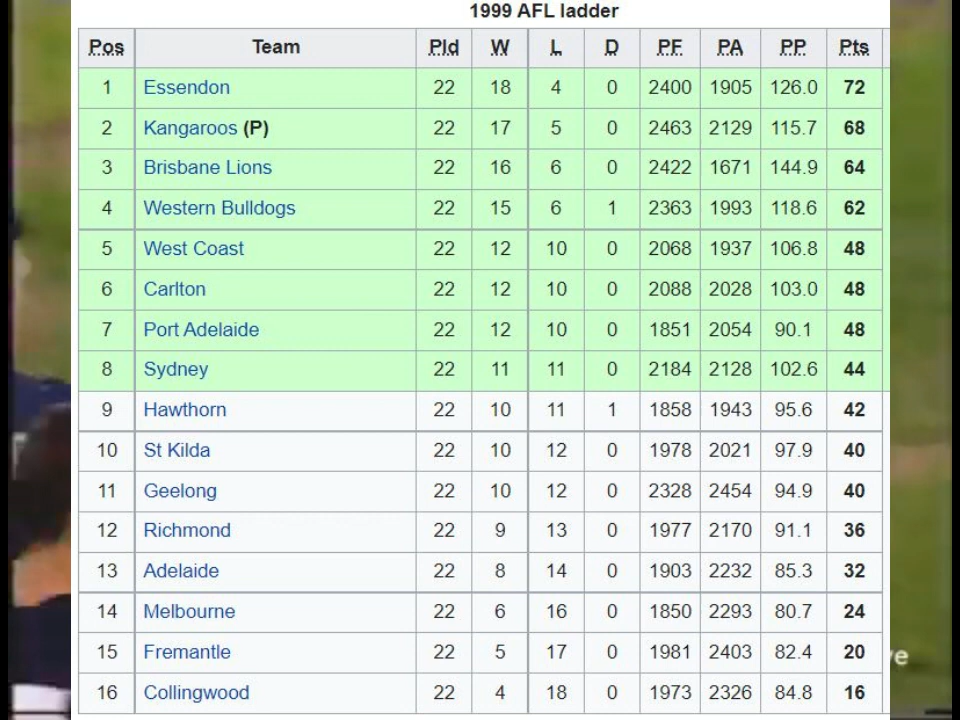 1999 AFL ladder
Pos Team Pld W L D PF PA PP Pts
1 Essendon 22 18 4 0 2400 1905 126.0 72
2 Kangaroos (P) 22 17 5 0 2463 2129 115.7 68
3 Brisbane Lions 22 16 6 0 2422 1671 144.9 64
4 Western Bulldogs 22 15 6 1 2363 1993 118.6 62
5 West Coast 22 12 10 0 2068 1937 106.8 48
6 Carlton 22 12 10 0 2088 2028 103.0 48
7 Port Adelaide 22 12 10 0 1851 2054 90.1 48
8 Sydney 22 11 11 0 2184 2128 102.6 44
9 Hawthorn 22 10 11 1 1858 1943 95.6 42
10 St Kilda 22 10 12 0 1978 2021 97.9 40
11 Geelong 22 10 12 0 2328 2454 94.9 40
12 Richmond 22 9 13 0 1977 2170 91.1 36
13 Adelaide 22 8 14 0 1903 2232 85.3 32
14 Melbourne 22 6 16 0 1850 2293 80.7 24
15 Fremantle 22 5 17 0 1981 2403 82.4 20
16 Collingwood 22 4 18 0 1973 2326 84.8 16